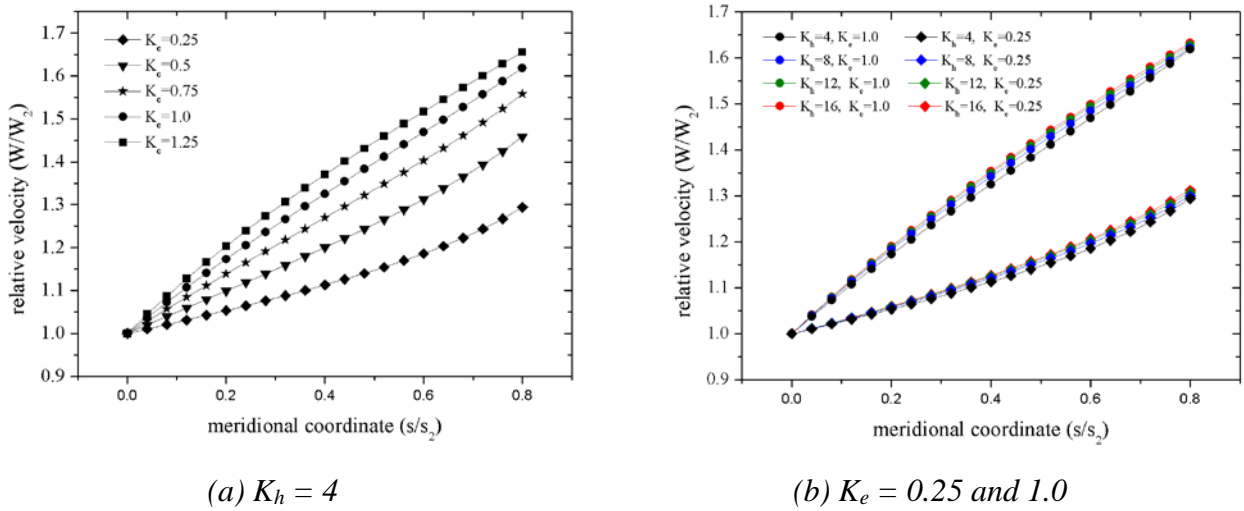 1.7
1.6
1.5
1.4
1.3
1.2
1.1
1.0
0.9
relative velocity (W/W₂)
Kₑ=0.25
Kₑ=0.5
Kₑ=0.75
Kₑ=1.0
Kₑ=1.25
0.0 0.2 0.4 0.6 0.8
meridional coordinate (s/s₂)
(a) Kₕ = 4
1.7
1.6
1.5
1.4
1.3
1.2
1.1
1.0
0.9
relative velocity (W/W₂)
Kₕ=4, Kₑ=1.0 Kₕ=4, Kₑ=0.25
Kₕ=8, Kₑ=1.0 Kₕ=8, Kₑ=0.25
Kₕ=12, Kₑ=1.0 Kₕ=12, Kₑ=0.25
Kₕ=16, Kₑ=1.0 Kₕ=16, Kₑ=0.25
0.0 0.2 0.4 0.6 0.8
meridional coordinate (s/s₂)
(b) Kₑ = 0.25 and 1.0